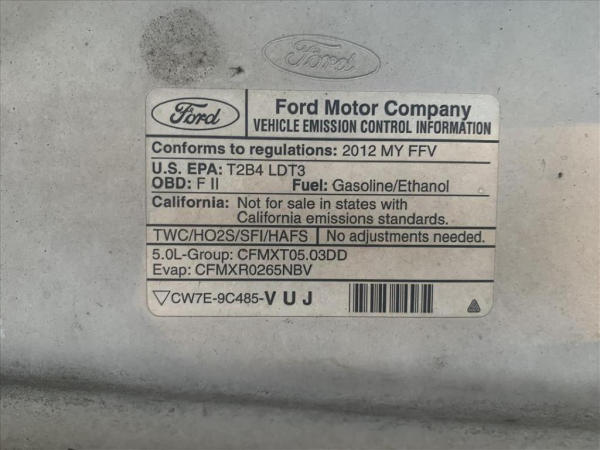 Ford
Ford
Ford Motor Company
VEHICLE EMISSION CONTROL INFORMATION
Conforms to regulations: 2012 MY FFV
U.S. EPA: T2B4 LDT3
OBD: F II Fuel: Gasoline/Ethanol
California: Not for sale in states with
California emissions standards.
TWC/HO2S/SFI/HAFS No adjustments needed.
5.0L-Group: CFMXT05.03DD
Evap: CFMXR0265NBV
▽CW7E-9C485-V U J